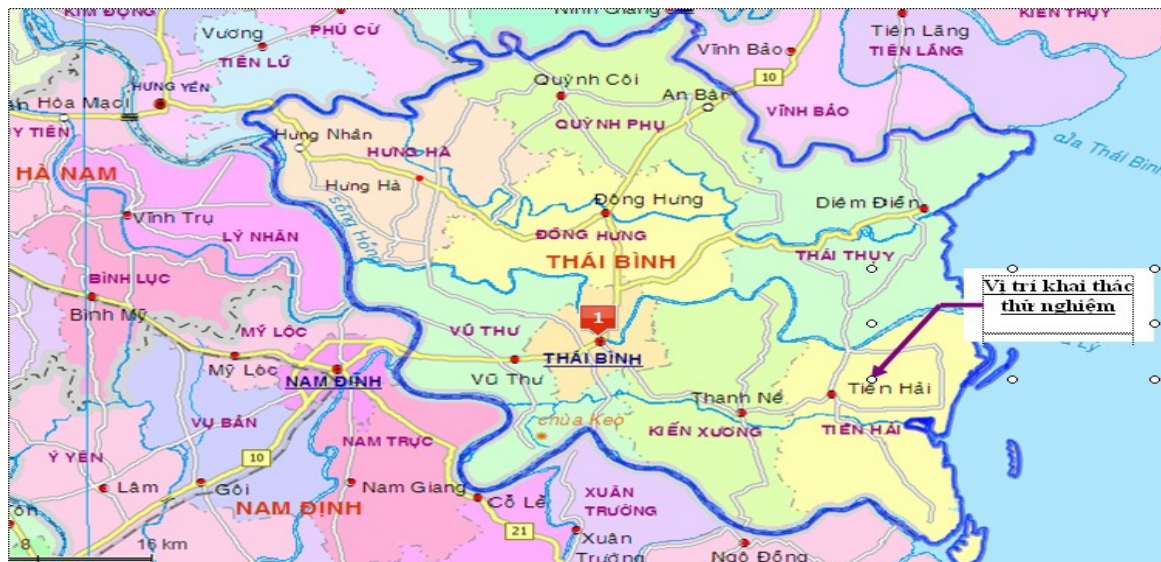 KIM ĐỘNG
PHÙ CỪ
Ninh Giang
Vương
TIÊN LỮ
Tiên Lãng
TIÊN LÃNG
KIẾN THỤY
Vĩnh Bảo
VĨNH BẢO
10
HƯNG YÊN
Hòa Mạc
Y TIÊN
Quỳnh Côi
An Bài
QUỲNH PHỤ
Hưng Nhân
HƯNG HÀ
Hưng Hà
HÀ NAM
cửa Thái Bình
Vĩnh Trụ
LÝ NHÂN
sông Hồng
Đông Hưng
ĐÔNG HƯNG
THÁI BÌNH
Diêm Điền
THÁI THỤY
BÌNH LỤC
Bình Mỹ
Vị trí khai thác
thử nghiệm
Lý
MỸ LỘC
Mỹ Lộc
VŨ THƯ
Vũ Thư
1
THÁI BÌNH
NAM ĐỊNH
Tiền Hải
TIỀN HẢI
Thanh Nê
KIẾN XƯƠNG
chùa Keo
VỤ BẢN
NAM TRỰC
Ý YÊN
10
Lâm
Gôi
Nam Giang
Cổ Lễ
NAM ĐỊNH
XUÂN
TRƯỜNG
21
Xuân
Trường
Ngô Đồng
8
16 km